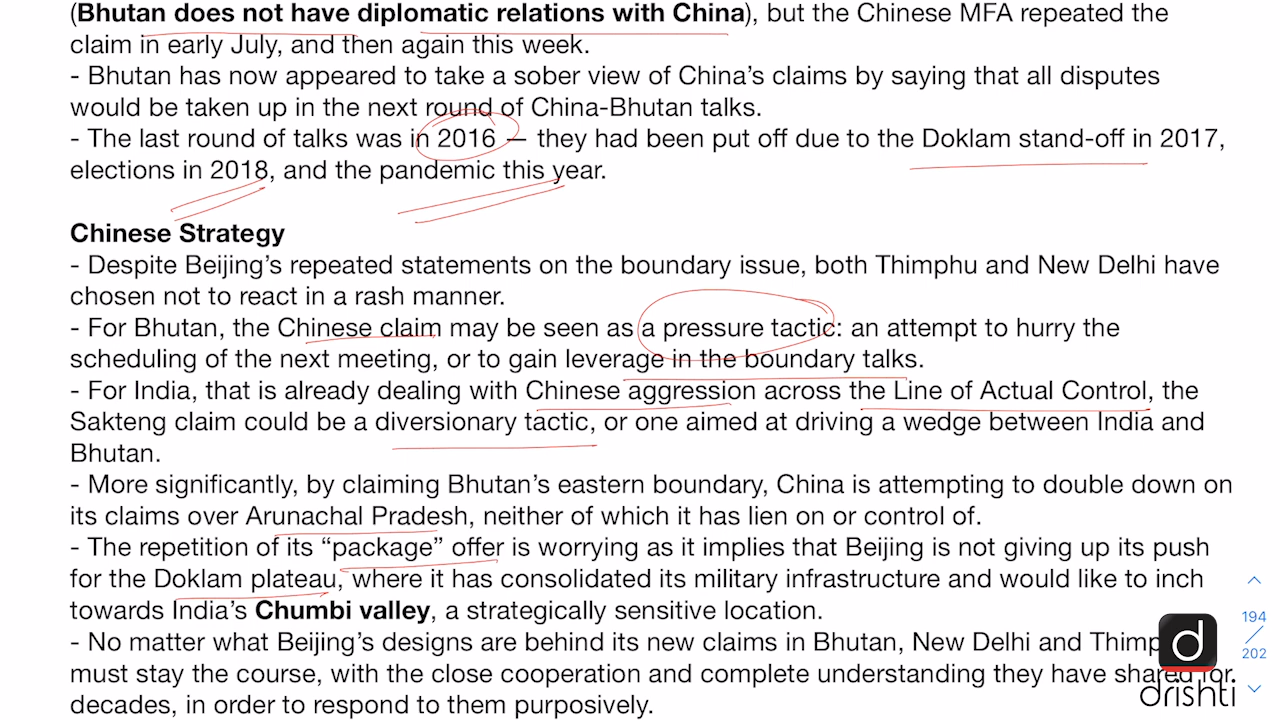 (Bhutan does not have diplomatic relations with China), but the Chinese MFA repeated the
claim in early July, and then again this week.
- Bhutan has now appeared to take a sober view of China’s claims by saying that all disputes
would be taken up in the next round of China-Bhutan talks.
- The last round of talks was in 2016 — they had been put off due to the Doklam stand-off in 2017,
elections in 2018, and the pandemic this year.
Chinese Strategy
- Despite Beijing’s repeated statements on the boundary issue, both Thimphu and New Delhi have
chosen not to react in a rash manner.
- For Bhutan, the Chinese claim may be seen as a pressure tactic: an attempt to hurry the
scheduling of the next meeting, or to gain leverage in the boundary talks.
- For India, that is already dealing with Chinese aggression across the Line of Actual Control, the
Sakteng claim could be a diversionary tactic, or one aimed at driving a wedge between India and
Bhutan.
- More significantly, by claiming Bhutan’s eastern boundary, China is attempting to double down on
its claims over Arunachal Pradesh, neither of which it has lien on or control of.
- The repetition of its “package” offer is worrying as it implies that Beijing is not giving up its push
for the Doklam plateau, where it has consolidated its military infrastructure and would like to inch
towards India’s Chumbi valley, a strategically sensitive location.
- No matter what Beijing’s designs are behind its new claims in Bhutan, New Delhi and Thimp
must stay the course, with the close cooperation and complete understanding they have shared for
decades, in order to respond to them purposively.
194
202
d
drishti